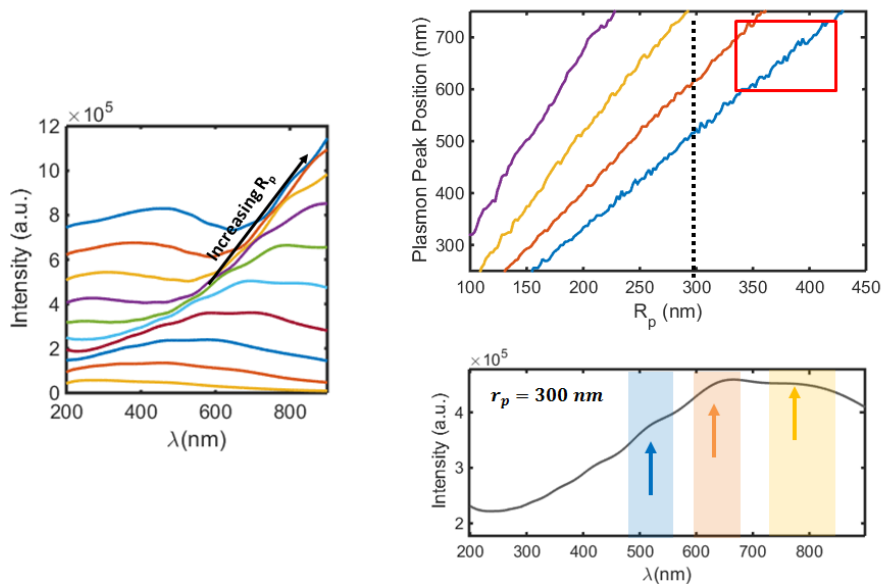 × 10⁵
12
10
8
6
4
2
0
Intensity (a.u.)
Increasing Rp
200 400 600 800
λ(nm)
700
600
500
400
300
Plasmon Peak Position (nm)
100 150 200 250 300 350 400 450
Rp (nm)
× 10⁵
rp = 300 nm
4
3
2
Intensity (a.u.)
200 300 400 500 600 700 800
λ(nm)